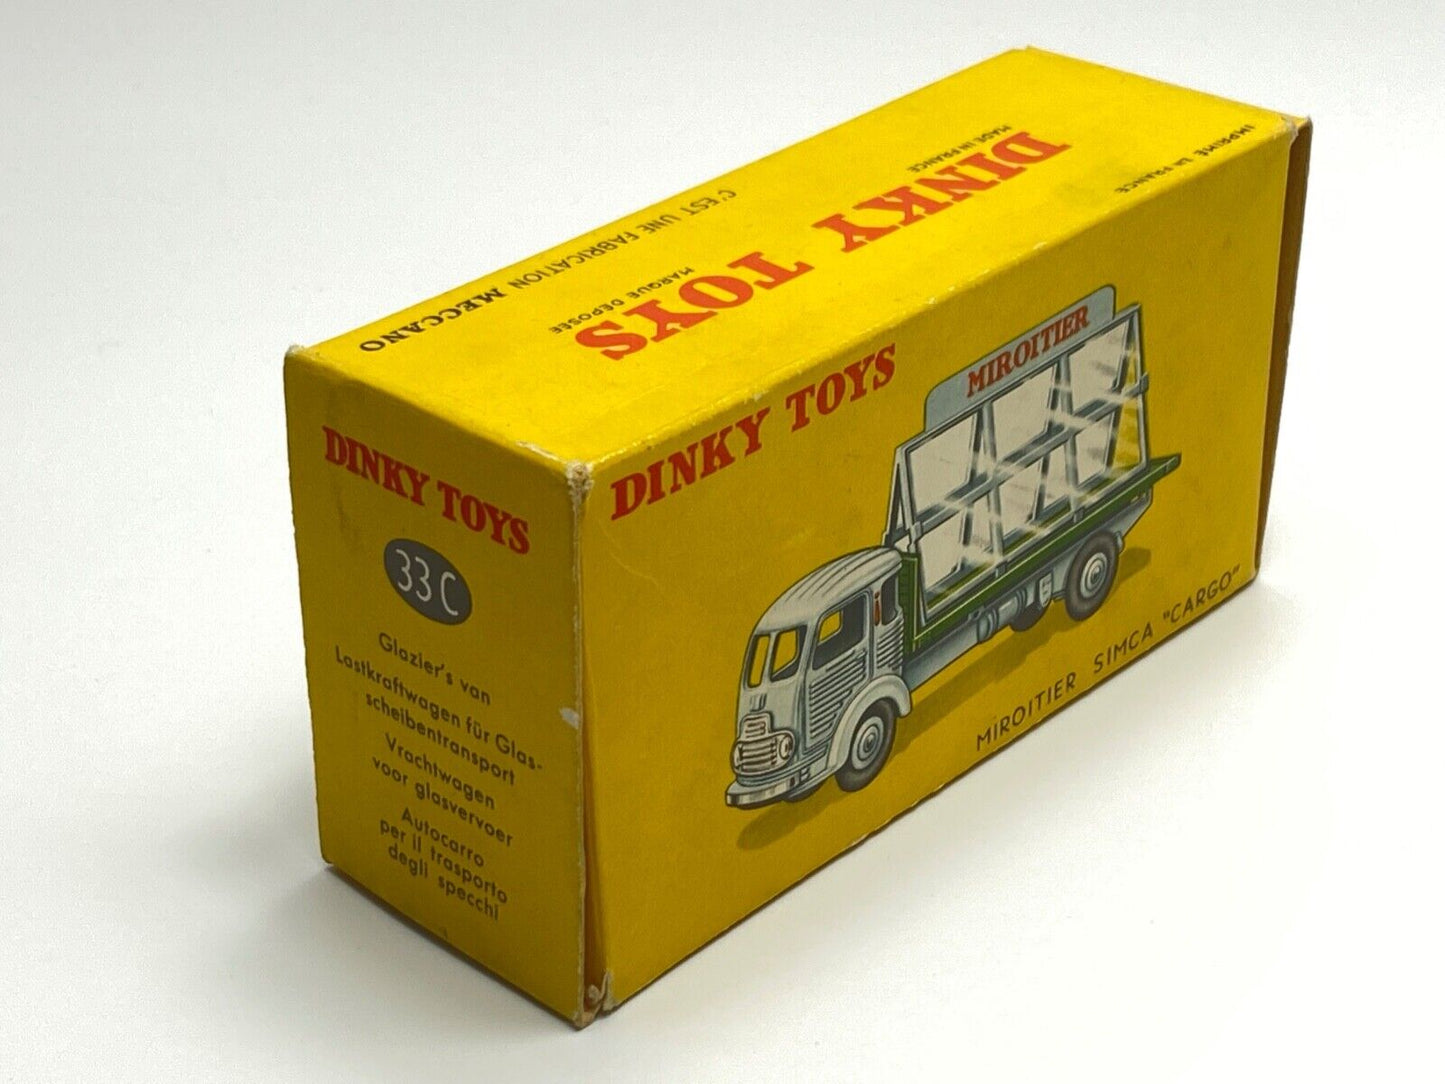 IMPRIMÉ EN FRANCE
DINKY TOYS
MADE IN FRANCE
MARQUE DÉPOSÉE
C'EST UNE FABRICATION MECCANO
DINKY TOYS
33C
Glazier's van
Lastkraftwagen für Glas-
scheibentransport
Vrachtwagen
voor glasvervoer
Autocarro
per il trasporto
degli specchi
DINKY TOYS
MIROITIER
MIROITIER SIMCA "CARGO"